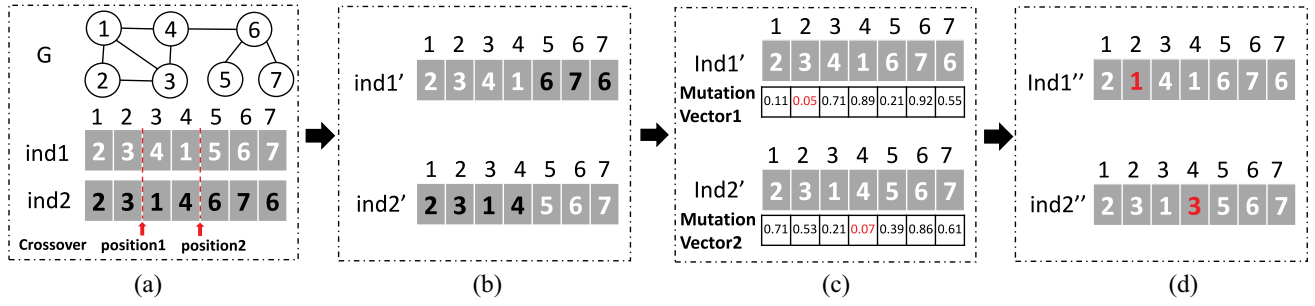 G
1 4 6
2 3 5 7
1 2 3 4 5 6 7
ind1 2 3 4 1 5 6 7
ind2 2 3 1 4 6 7 6
Crossover position1 position2
(a)
1 2 3 4 5 6 7
ind1’ 2 3 4 1 6 7 6
1 2 3 4 5 6 7
ind2’ 2 3 1 4 5 6 7
(b)
1 2 3 4 5 6 7
Ind1’ 2 3 4 1 6 7 6
Mutation
Vector1 0.11 0.05 0.71 0.89 0.21 0.92 0.55
1 2 3 4 5 6 7
Ind2’ 2 3 1 4 5 6 7
Mutation
Vector2 0.71 0.53 0.21 0.07 0.39 0.86 0.61
(c)
1 2 3 4 5 6 7
Ind1’’ 2 1 4 1 6 7 6
1 2 3 4 5 6 7
ind2’’ 2 3 1 3 5 6 7
(d)